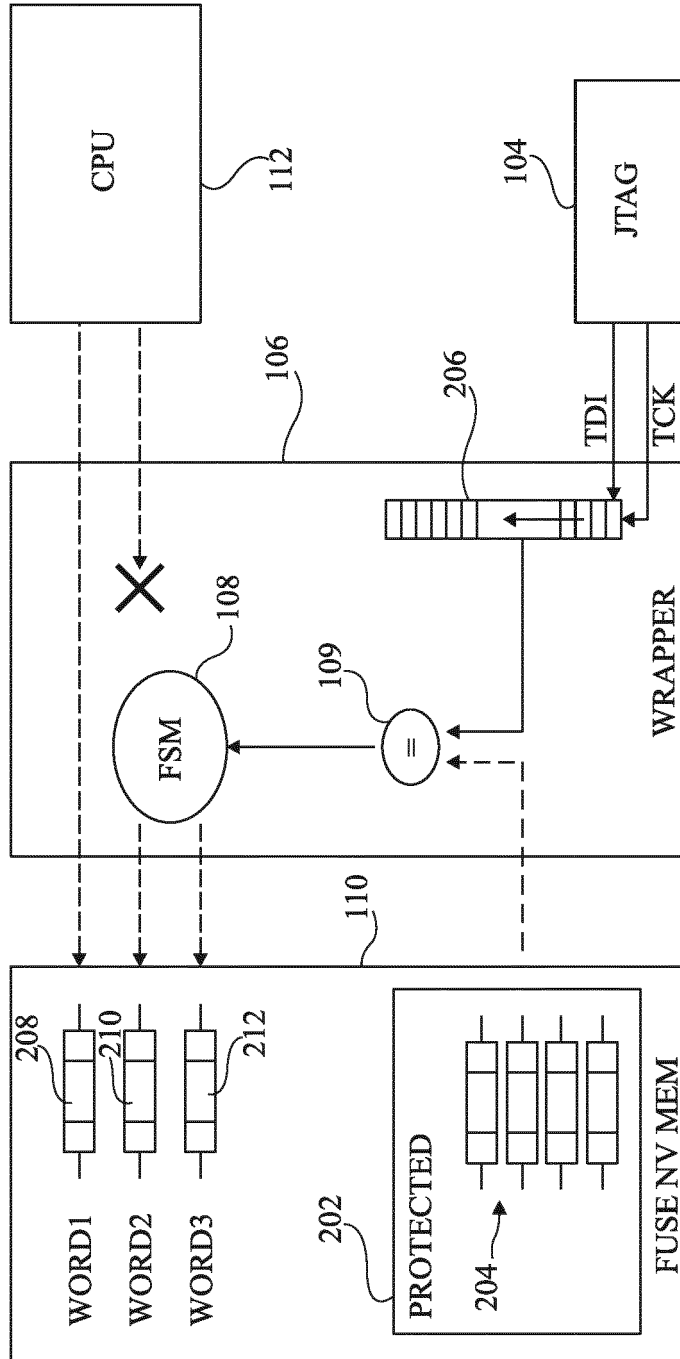 CPU
112
JTAG
104
TDI
TCK
106
206
FSM
108
=
109
WRAPPER
110
WORD1
208
WORD2
210
WORD3
212
202
PROTECTED
204
FUSE NV MEM